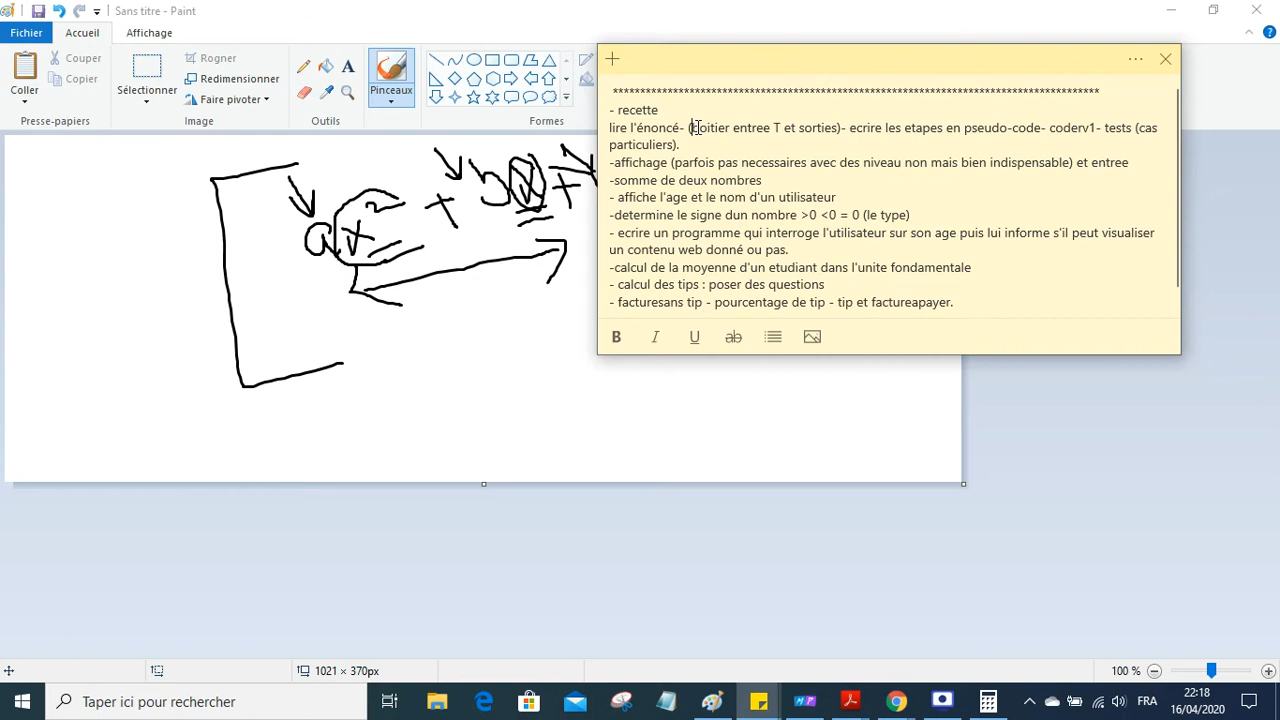 Sans titre - Paint
Fichier Accueil Affichage
Coller
Couper
Copier
Presse-papiers
Sélectionner
Rogner
Redimensionner
Faire pivoter
Image
A
Outils
Pinceaux
Formes
************************************************************************************
- recette
lire l'énoncé- (boitier entree T et sorties)- ecrire les etapes en pseudo-code- coderv1- tests (cas
particuliers).
-affichage (parfois pas necessaires avec des niveau non mais bien indispensable) et entree
-somme de deux nombres
- affiche l'age et le nom d'un utilisateur
-determine le signe dun nombre >0 <0 = 0 (le type)
- ecrire un programme qui interroge l'utilisateur sur son age puis lui informe s'il peut visualiser
un contenu web donné ou pas.
-calcul de la moyenne d'un etudiant dans l'unite fondamentale
- calcul des tips : poser des questions
- facturesans tip - pourcentage de tip - tip et factureapayer.
B I U ab
ax² + bx +
1021 × 370px
100 %
Taper ici pour rechercher
FRA
22:18
16/04/2020